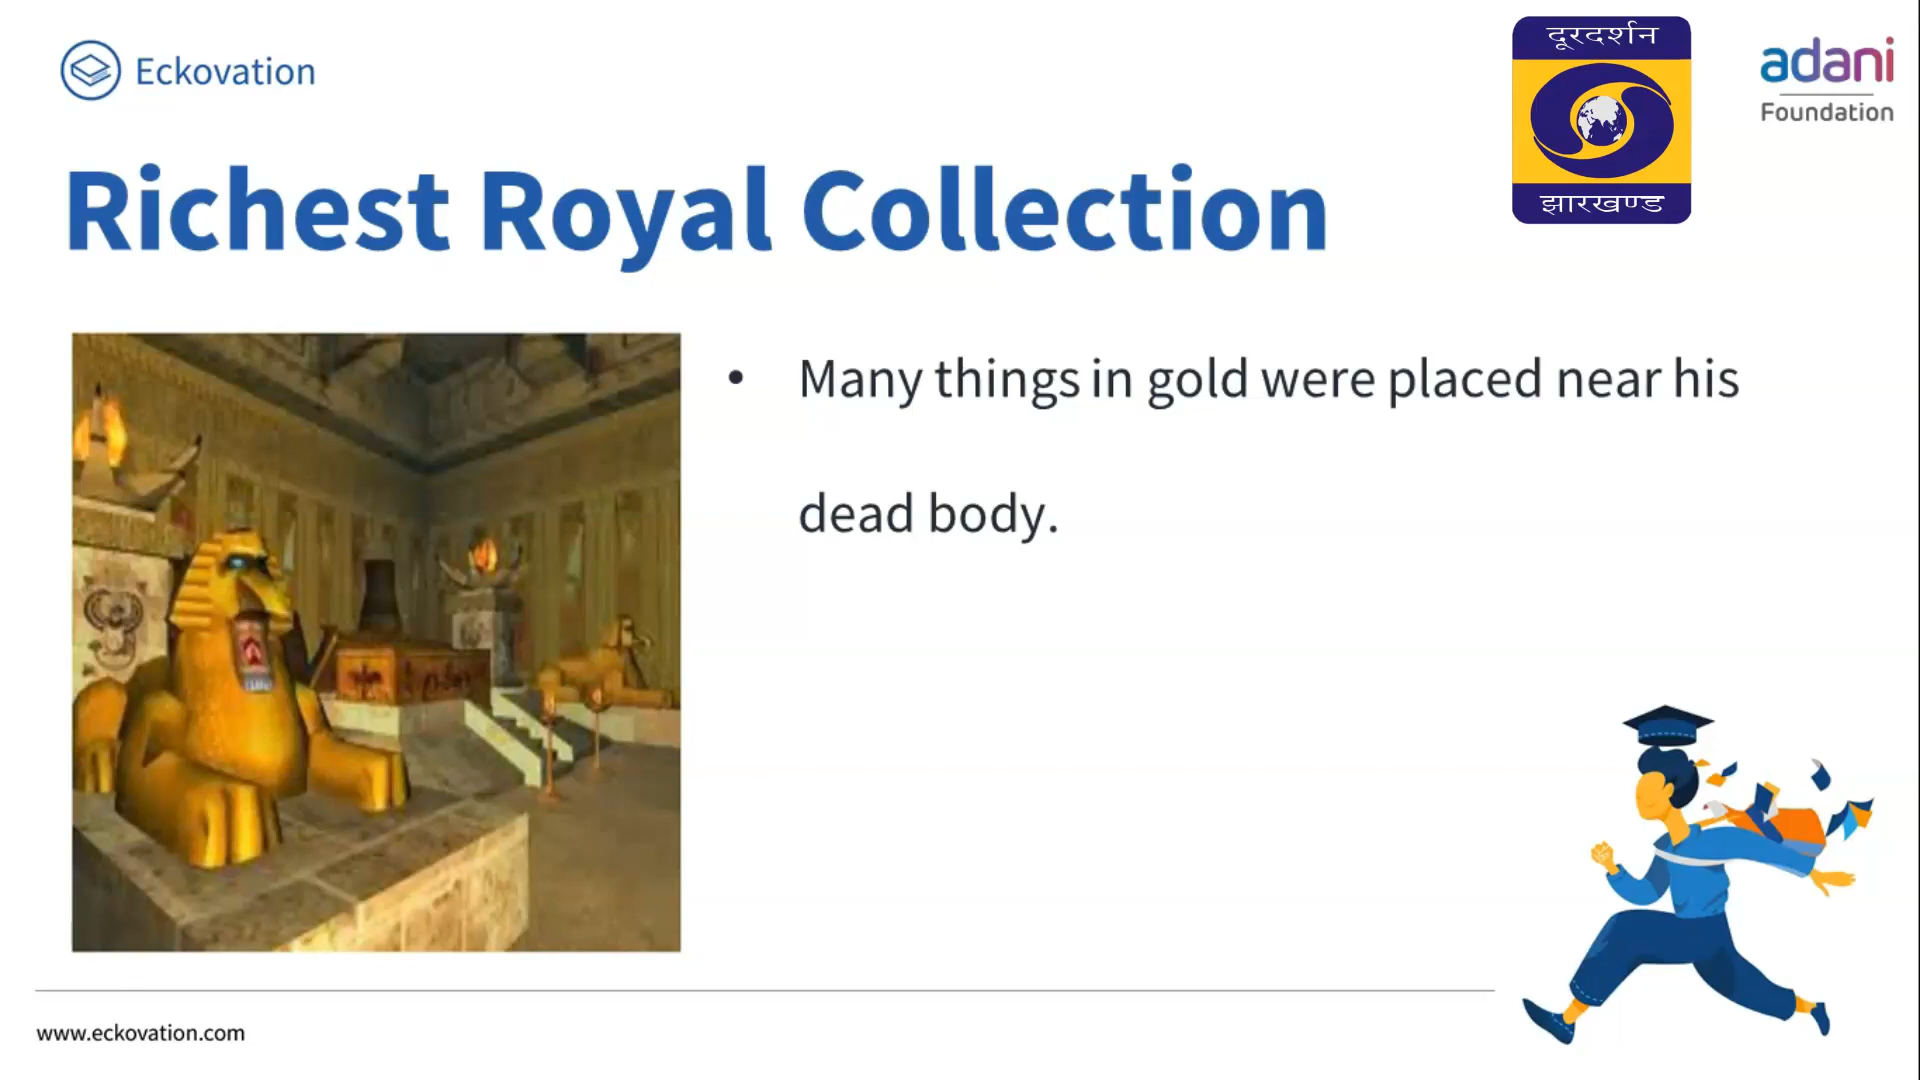 Eckovation
दूरदर्शन
झारखण्ड
adani
Foundation
Richest Royal Collection
• Many things in gold were placed near his
dead body.
www.eckovation.com